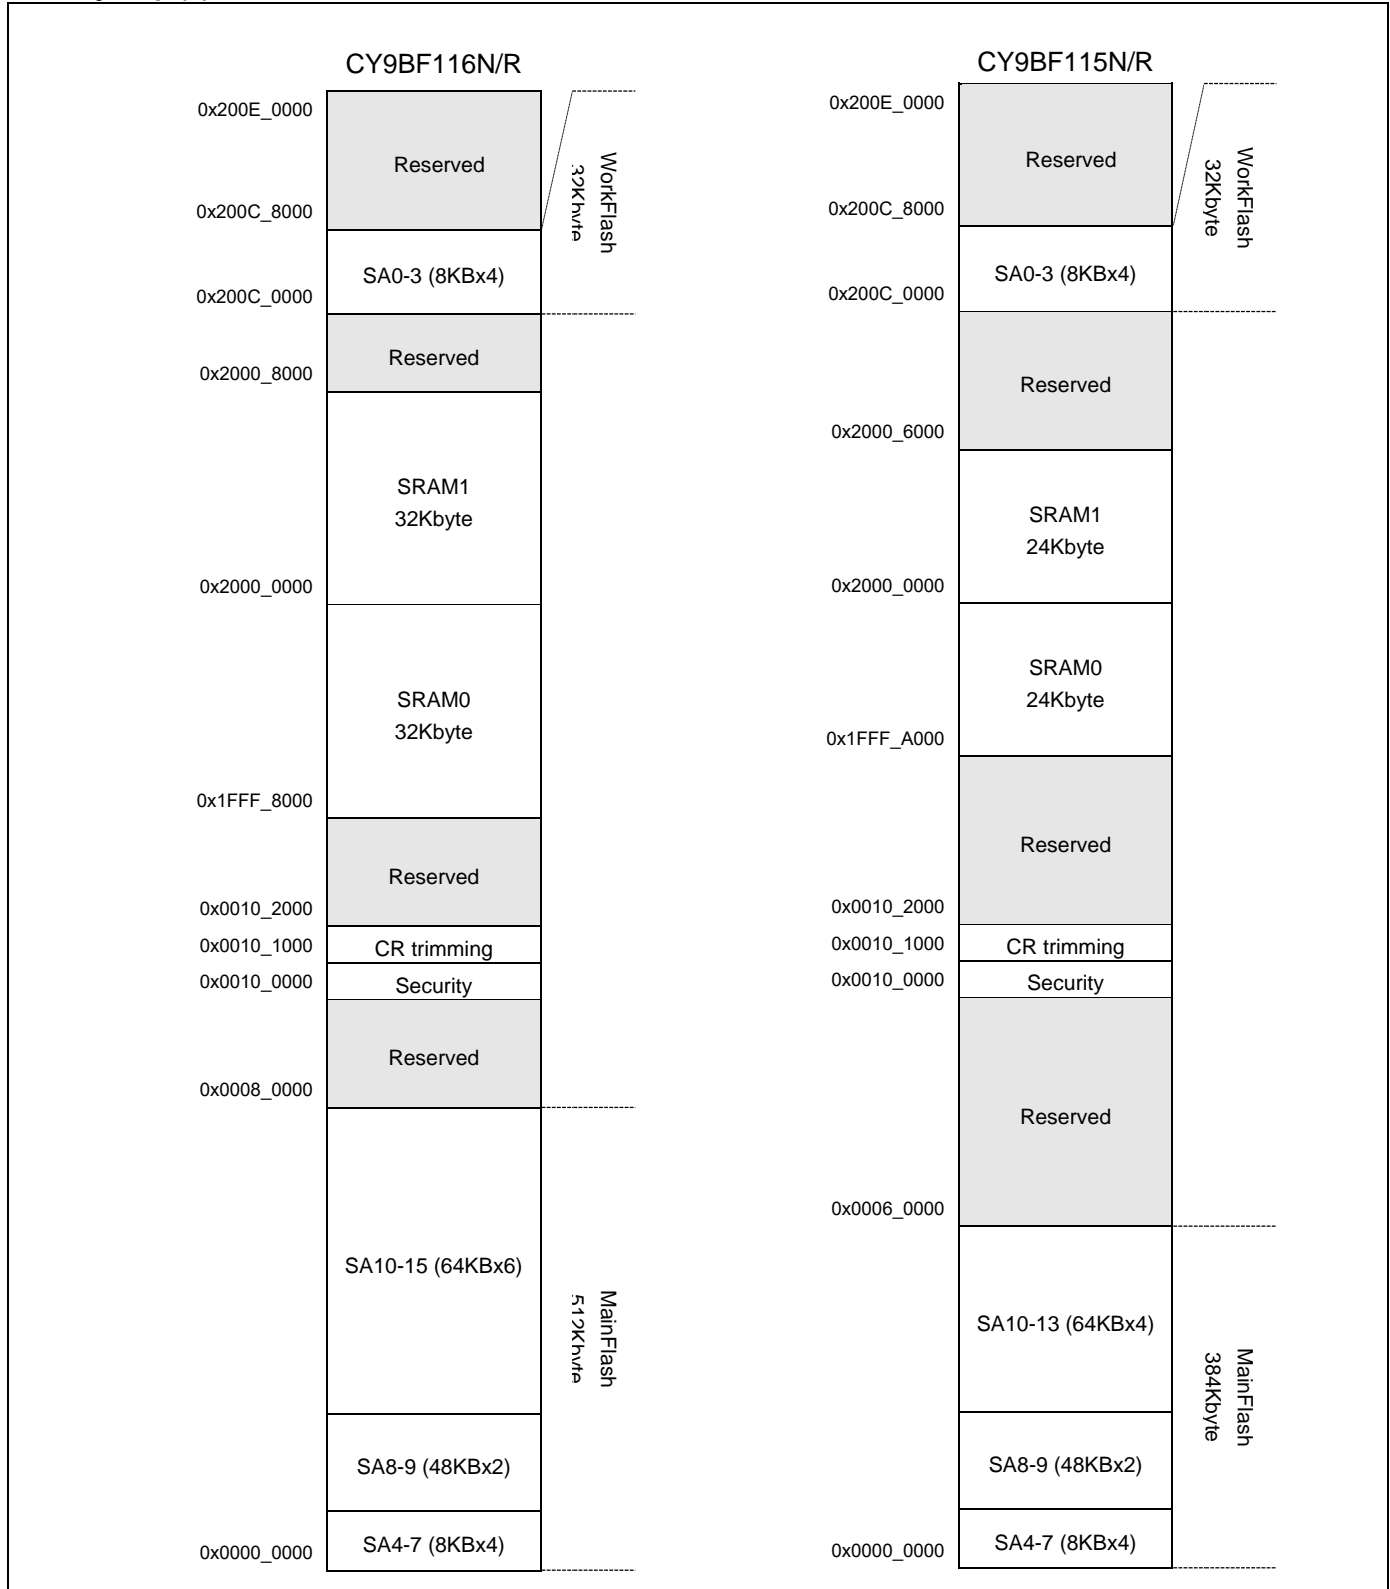 CY9BF116N/R
0x200E_0000
Reserved
WorkFlash
32Kbyte
0x200C_8000
SA0-3 (8KBx4)
0x200C_0000
Reserved
0x2000_8000
SRAM1
32Kbyte
0x2000_0000
SRAM0
32Kbyte
0x1FFF_8000
Reserved
0x0010_2000
0x0010_1000
CR trimming
0x0010_0000
Security
Reserved
0x0008_0000
SA10-15 (64KBx6)
MainFlash
512Kbyte
SA8-9 (48KBx2)
SA4-7 (8KBx4)
0x0000_0000
CY9BF115N/R
0x200E_0000
Reserved
WorkFlash
32Kbyte
0x200C_8000
SA0-3 (8KBx4)
0x200C_0000
Reserved
0x2000_6000
SRAM1
24Kbyte
0x2000_0000
SRAM0
24Kbyte
0x1FFF_A000
Reserved
0x0010_2000
0x0010_1000
CR trimming
0x0010_0000
Security
Reserved
0x0006_0000
SA10-13 (64KBx4)
MainFlash
384Kbyte
SA8-9 (48KBx2)
SA4-7 (8KBx4)
0x0000_0000